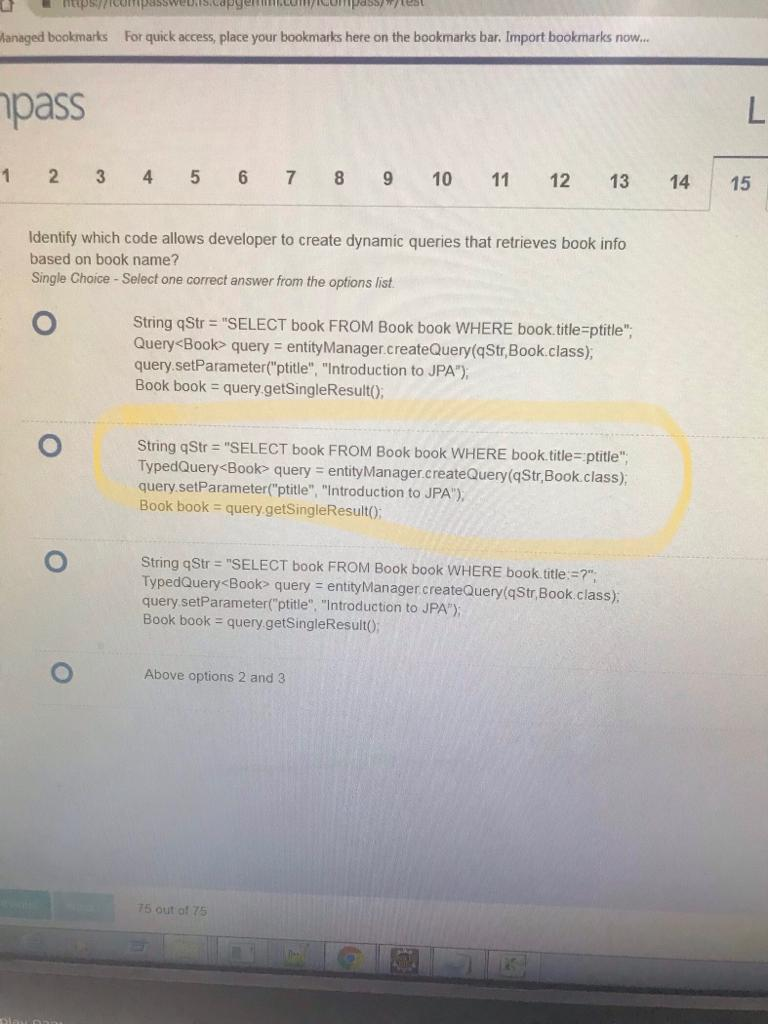 Managed bookmarks For quick access, place your bookmarks here on the bookmarks bar. Import bookmarks now...
mpass L
1 2 3 4 5 6 7 8 9 10 11 12 13 14 15
Identify which code allows developer to create dynamic queries that retrieves book info
based on book name?
Single Choice - Select one correct answer from the options list.
String qStr = "SELECT book FROM Book book WHERE book.title=ptitle";
Query<Book> query = entityManager.createQuery(qStr,Book.class);
query.setParameter("ptitle", "Introduction to JPA");
Book book = query.getSingleResult();
String qStr = "SELECT book FROM Book book WHERE book.title=:ptitle";
TypedQuery<Book> query = entityManager.createQuery(qStr,Book.class);
query.setParameter("ptitle", "Introduction to JPA");
Book book = query.getSingleResult();
String qStr = "SELECT book FROM Book book WHERE book.title:=?";
TypedQuery<Book> query = entityManager.createQuery(qStr,Book.class);
query.setParameter("ptitle", "Introduction to JPA");
Book book = query.getSingleResult();
Above options 2 and 3
75 out of 75